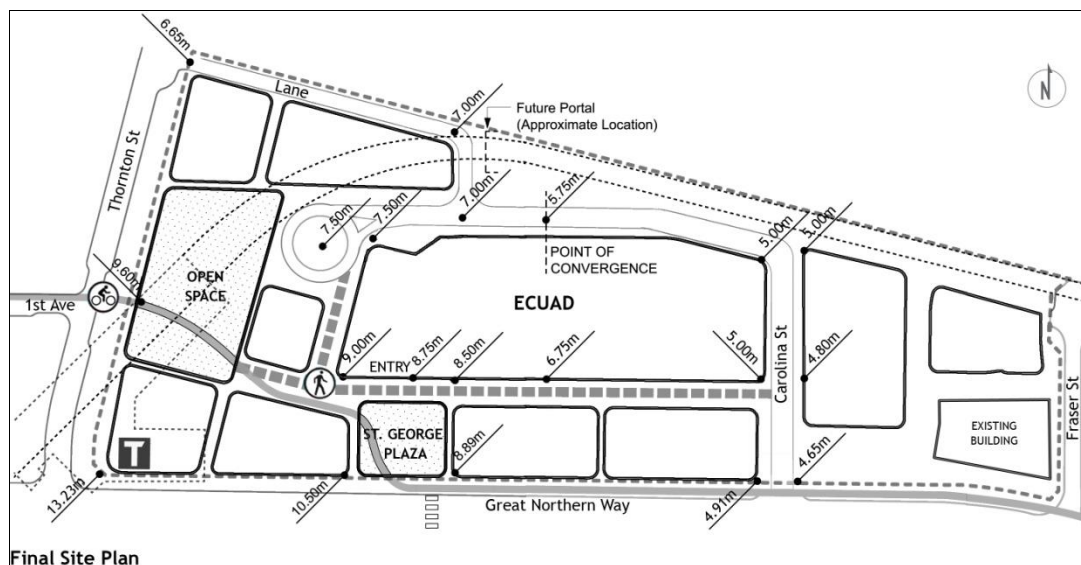 6.65m
Lane
7.00m
Future Portal
(Approximate Location)
N
Thornton St
7.50m
7.50m
7.00m
5.75m
5.00m
5.00m
POINT OF
CONVERGENCE
9.60m
OPEN
SPACE
1st Ave
ECUAD
9.00m
ENTRY
8.75m
8.50m
6.75m
5.00m
Carolina St
4.80m
Fraser St
EXISTING
BUILDING
T
ST. GEORGE
PLAZA
8.89m
13.23m
10.50m
4.91m
4.65m
Great Northern Way
Final Site Plan